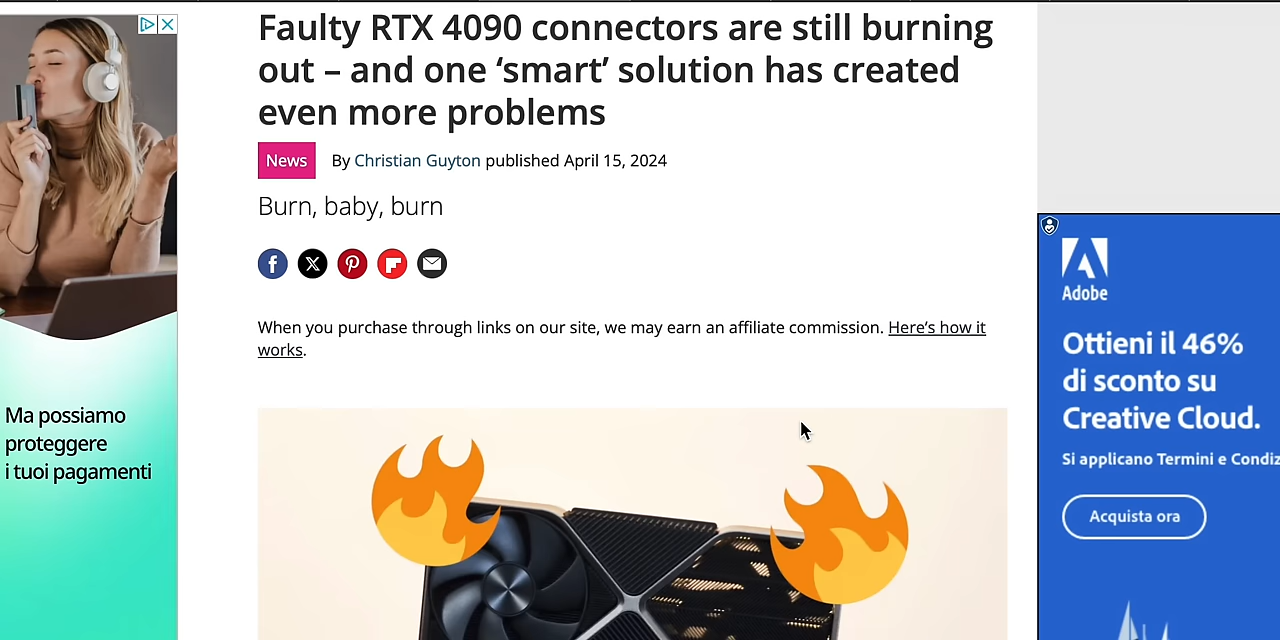 Faulty RTX 4090 connectors are still burning
out – and one ‘smart’ solution has created
even more problems
News
By Christian Guyton published April 15, 2024
Burn, baby, burn
When you purchase through links on our site, we may earn an affiliate commission. Here’s how it
works.
Ma possiamo
proteggere
i tuoi pagamenti
Adobe
Ottieni il 46%
di sconto su
Creative Cloud.
Si applicano Termini e Condiz
Acquista ora